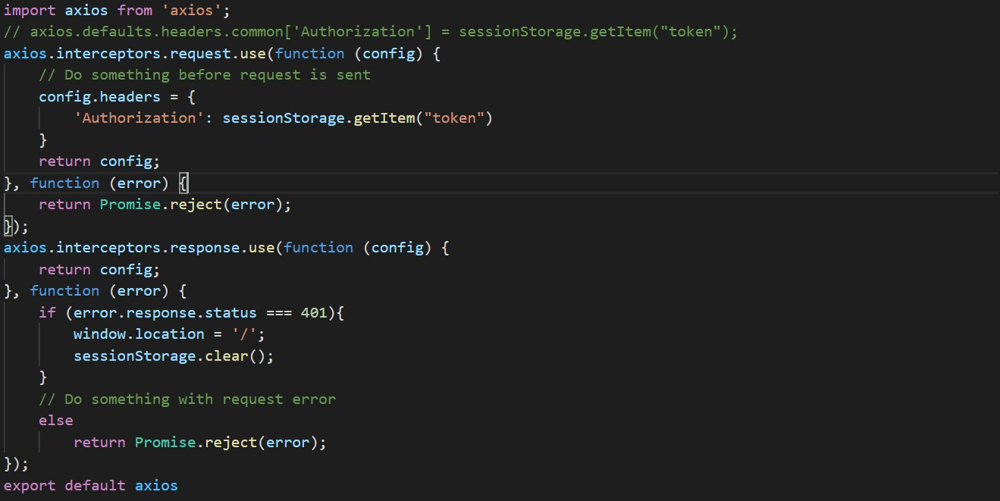 import axios from 'axios';
// axios.defaults.headers.common['Authorization'] = sessionStorage.getItem("token");
axios.interceptors.request.use(function (config) {
    // Do something before request is sent
    config.headers = {
        'Authorization': sessionStorage.getItem("token")
    }
    return config;
}, function (error) {
    return Promise.reject(error);
});
axios.interceptors.response.use(function (config) {
    return config;
}, function (error) {
    if (error.response.status === 401){
        window.location = '/';
        sessionStorage.clear();
    }
    // Do something with request error
    else
        return Promise.reject(error);
});
export default axios